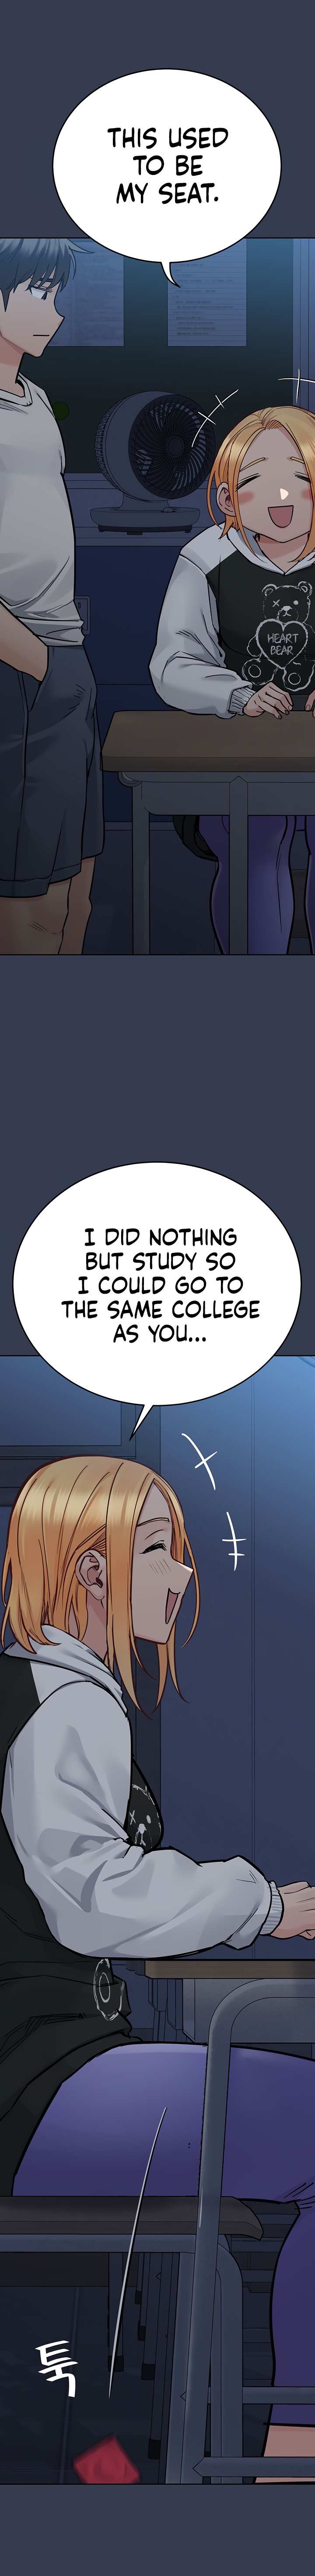 THIS USED
TO BE
MY SEAT.
HEART
BEAR
I DID NOTHING
BUT STUDY SO
I COULD GO TO
THE SAME COLLEGE
AS YOU...
툭